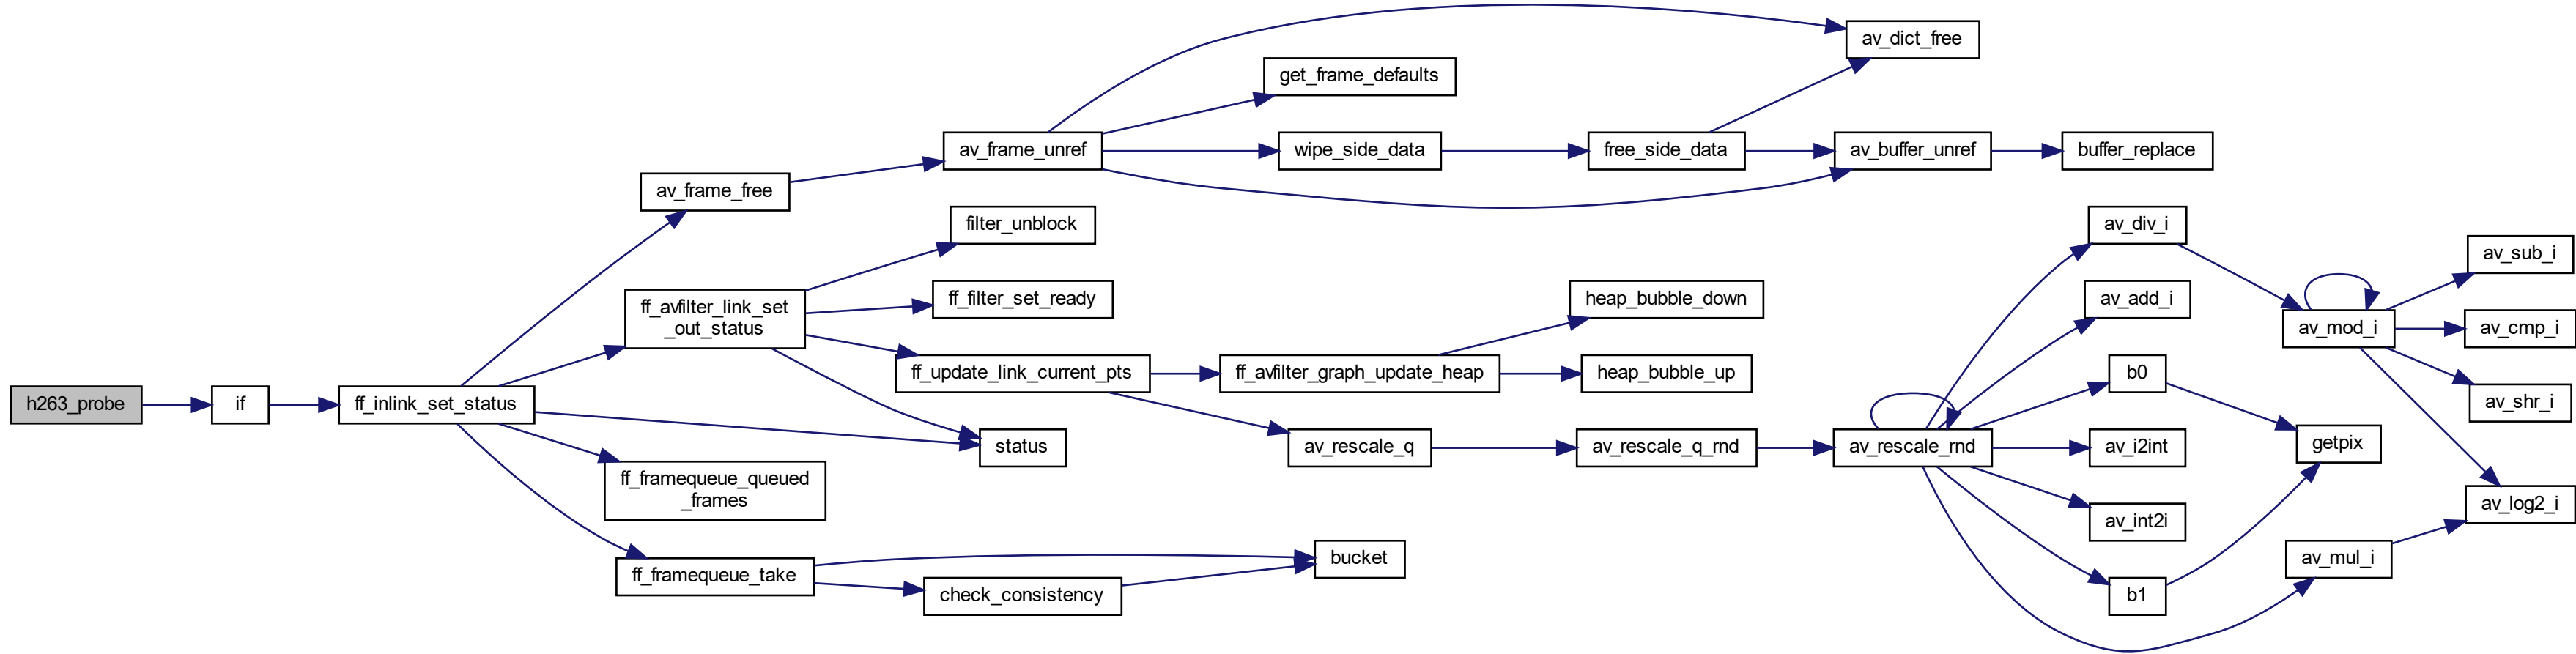 h263_probe
if
ff_inlink_set_status
av_frame_free
ff_avfilter_link_set
_out_status
ff_framequeue_queued
_frames
ff_framequeue_take
av_frame_unref
filter_unblock
ff_filter_set_ready
ff_update_link_current_pts
status
check_consistency
get_frame_defaults
wipe_side_data
ff_avfilter_graph_update_heap
av_rescale_q
bucket
free_side_data
heap_bubble_down
heap_bubble_up
av_rescale_q_rnd
av_dict_free
av_buffer_unref
av_rescale_rnd
buffer_replace
av_div_i
av_add_i
b0
av_i2int
av_int2i
b1
av_mod_i
getpix
av_mul_i
av_sub_i
av_cmp_i
av_shr_i
av_log2_i